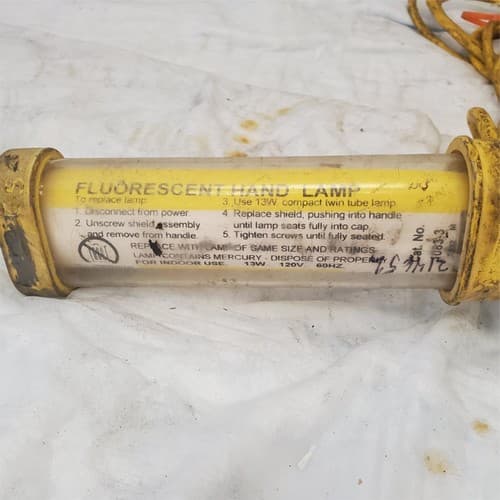 FLUORESCENT HAND LAMP
To replace lamp:
1. Disconnect from power.
2. Unscrew shield assembly
and remove from handle.
3. Use 13W, compact twin tube lamp
4. Replace shield, pushing into handle
until lamp seats fully into cap.
5. Tighten screws until fully seated.
REPLACE WITH LAMP OF SAME SIZE AND RATINGS
LAMP CONTAINS MERCURY - DISPOSE OF PROPERLY
FOR INDOOR USE. 13W 120V 60HZ.
Cat. No.